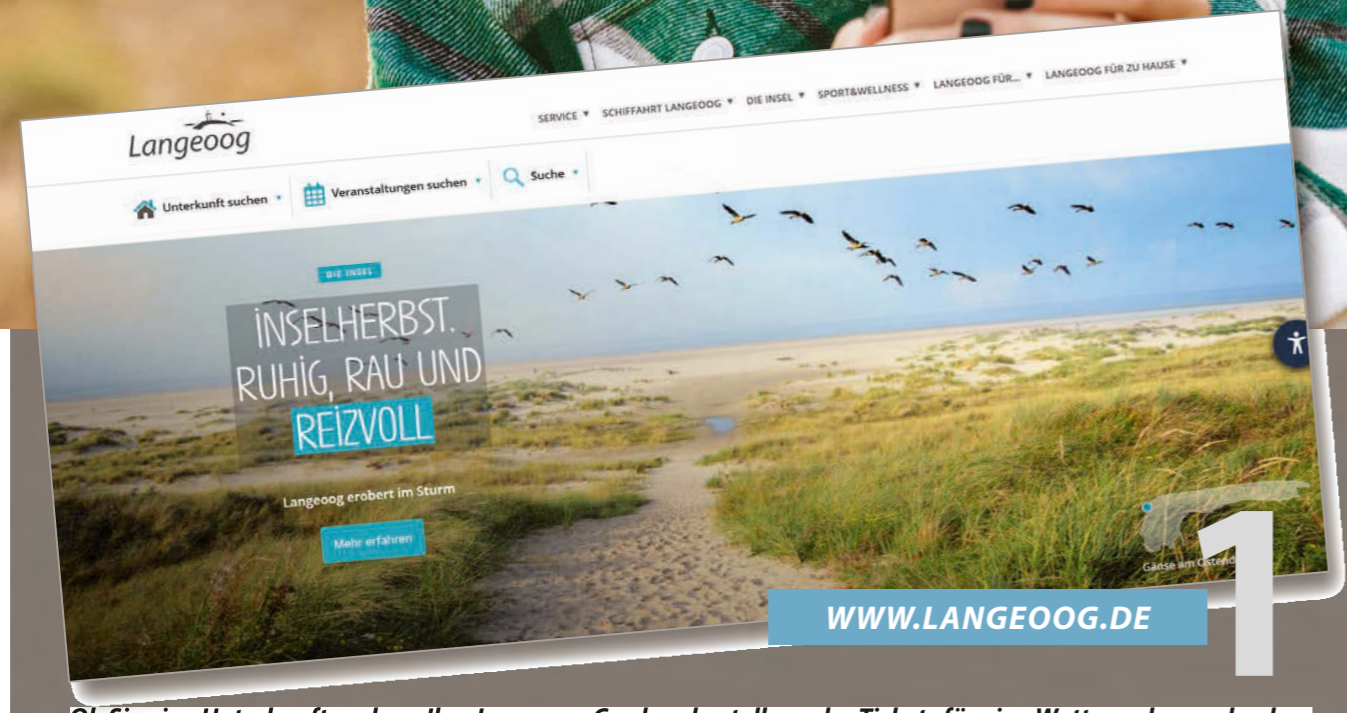 Langeoog
SERVICE ▼ SCHIFFAHRT LANGEOOG ▼ DIE INSEL ▼ SPORT&WELLNESS ▼ LANGEOOG FÜR... ▼ LANGEOOG FÜR ZU HAUSE ▼
Unterkunft suchen ▼ Veranstaltungen suchen ▼ Suche ▼
DIE INSEL
INSELHERBST.
RUHIG, RAU UND
REIZVOLL
Langeoog erobert im Sturm
Mehr erfahren
Gänse am Ostende
WWW.LANGEOOG.DE
1